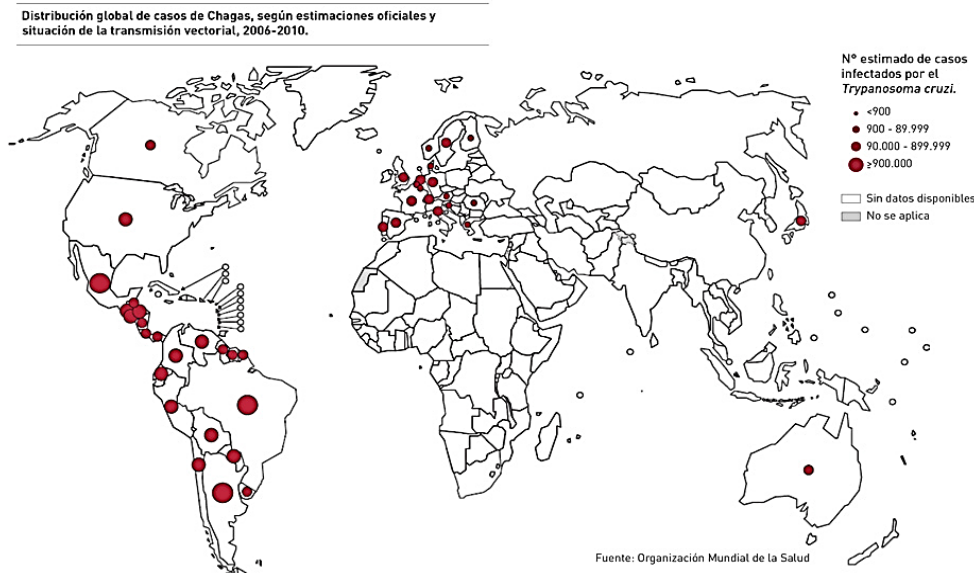 Distribución global de casos de Chagas, según estimaciones oficiales y
situación de la transmisión vectorial, 2006-2010.
N° estimado de casos
infectados por el
Trypanosoma cruzi.
<900
900 - 89.999
90.000 - 899.999
≥900.000
Sin datos disponibles
No se aplica
Fuente: Organización Mundial de la Salud